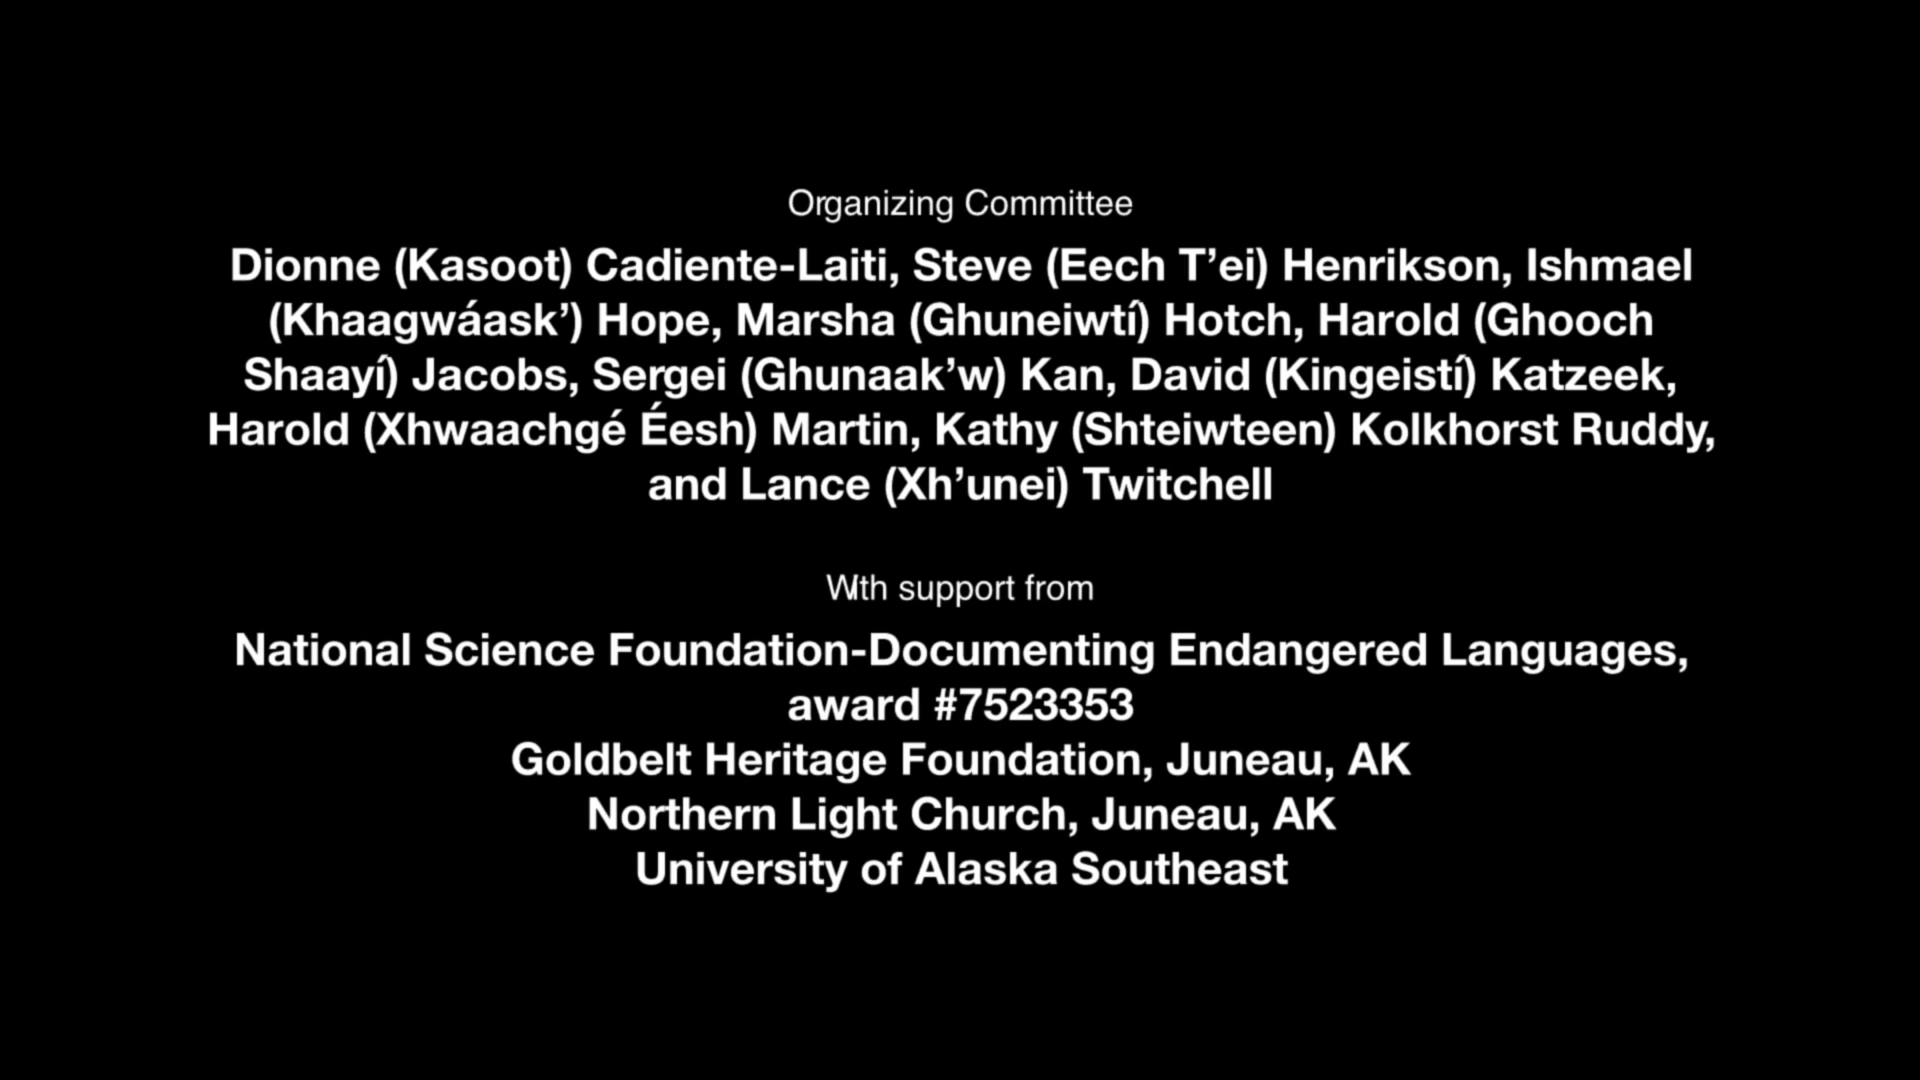 Organizing Committee
Dionne (Kasoot) Cadiente-Laiti, Steve (Eech T’ei) Henrikson, Ishmael
(Khaagwáask’) Hope, Marsha (Ghuneiwtí) Hotch, Harold (Ghooch
Shaayí) Jacobs, Sergei (Ghunaak’w) Kan, David (Kingeistí) Katzeek,
Harold (Xhwaachgé Éesh) Martin, Kathy (Shteiwteen) Kolkhorst Ruddy,
and Lance (Xh’unei) Twitchell
With support from
National Science Foundation-Documenting Endangered Languages,
award #7523353
Goldbelt Heritage Foundation, Juneau, AK
Northern Light Church, Juneau, AK
University of Alaska Southeast